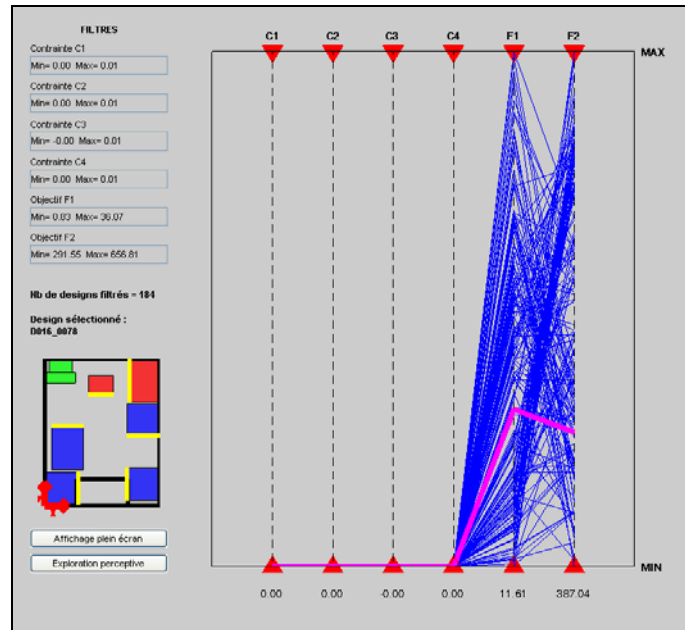 FILTRES
Contrainte C1
Min= 0.00 Max= 0.01
Contrainte C2
Min= 0.00 Max= 0.01
Contrainte C3
Min= -0.00 Max= 0.01
Contrainte C4
Min= 0.00 Max= 0.01
Objectif F1
Min= 0.83 Max= 36.07
Objectif F2
Min= 291.55 Max= 656.81
Nb de designs filtrés = 184
Design sélectionné :
D016_0078
Affichage plein écran
Exploration perceptive
C1 C2 C3 C4 F1 F2
MAX
MIN
0.00 0.00 -0.00 0.00 11.61 387.04